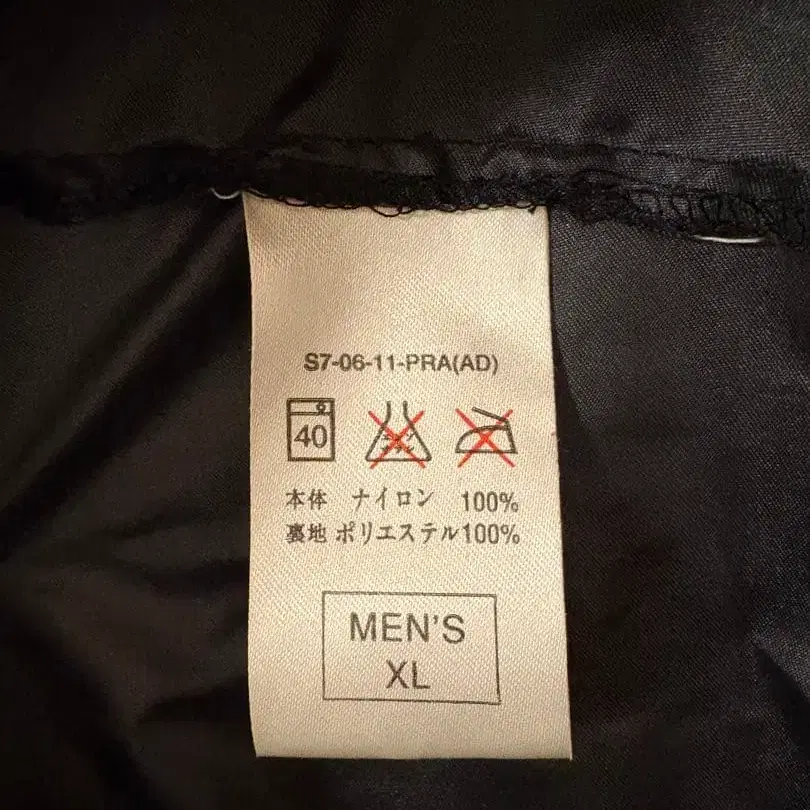 S7-06-11-PRA(AD)
40
本体 ナイロン 100%
裏地 ポリエステル100%
MEN'S
XL